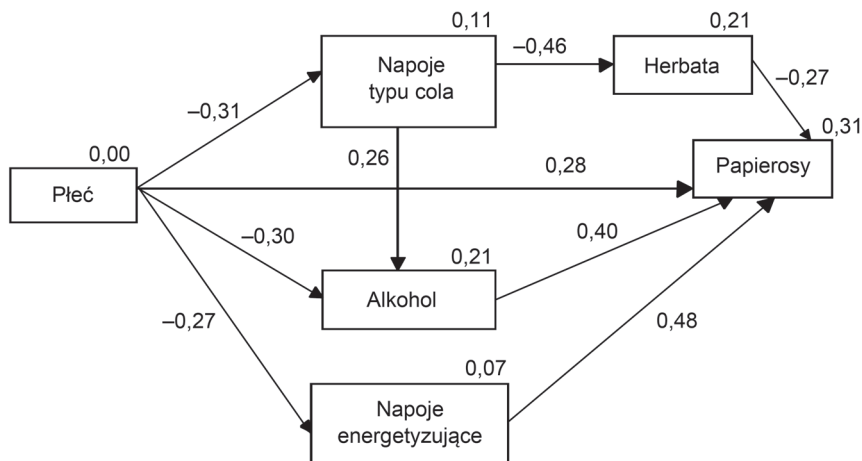 0,11
0,21
Napoje
typu cola
–0,46
Herbata
–0,27
–0,31
0,31
0,00
0,26
0,28
Papierosy
Płeć
–0,30
0,21
0,40
Alkohol
–0,27
0,48
0,07
Napoje
energetyzujące